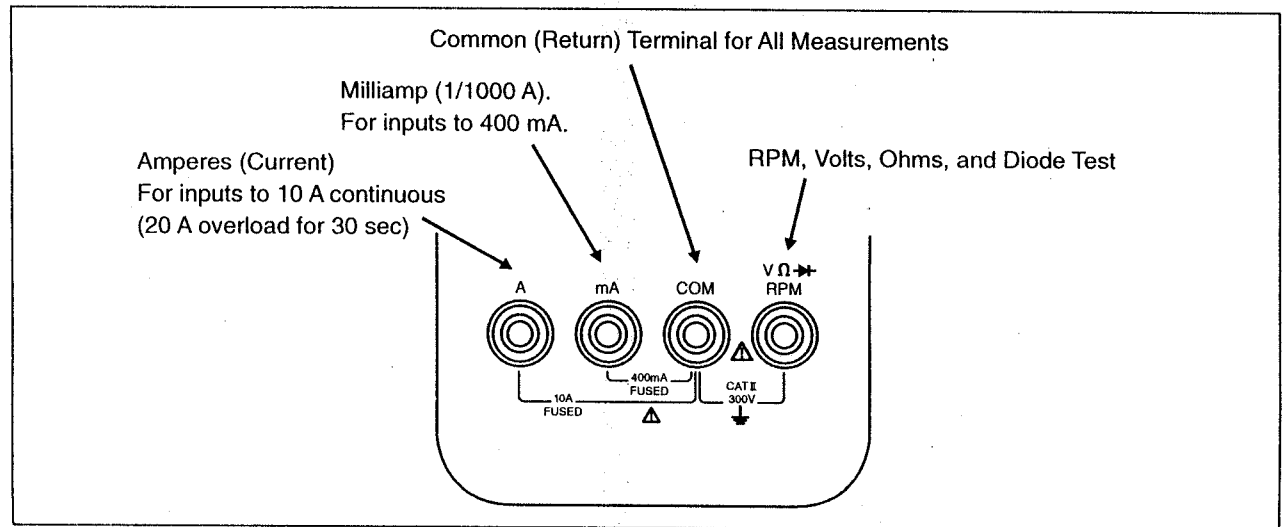 Common (Return) Terminal for All Measurements
Milliamp (1/1000 A).
For inputs to 400 mA.
Amperes (Current)
For inputs to 10 A continuous
(20 A overload for 30 sec)
RPM, Volts, Ohms, and Diode Test
A
mA
COM
V Ω
RPM
400mA
FUSED
10A
FUSED
CAT II
300V